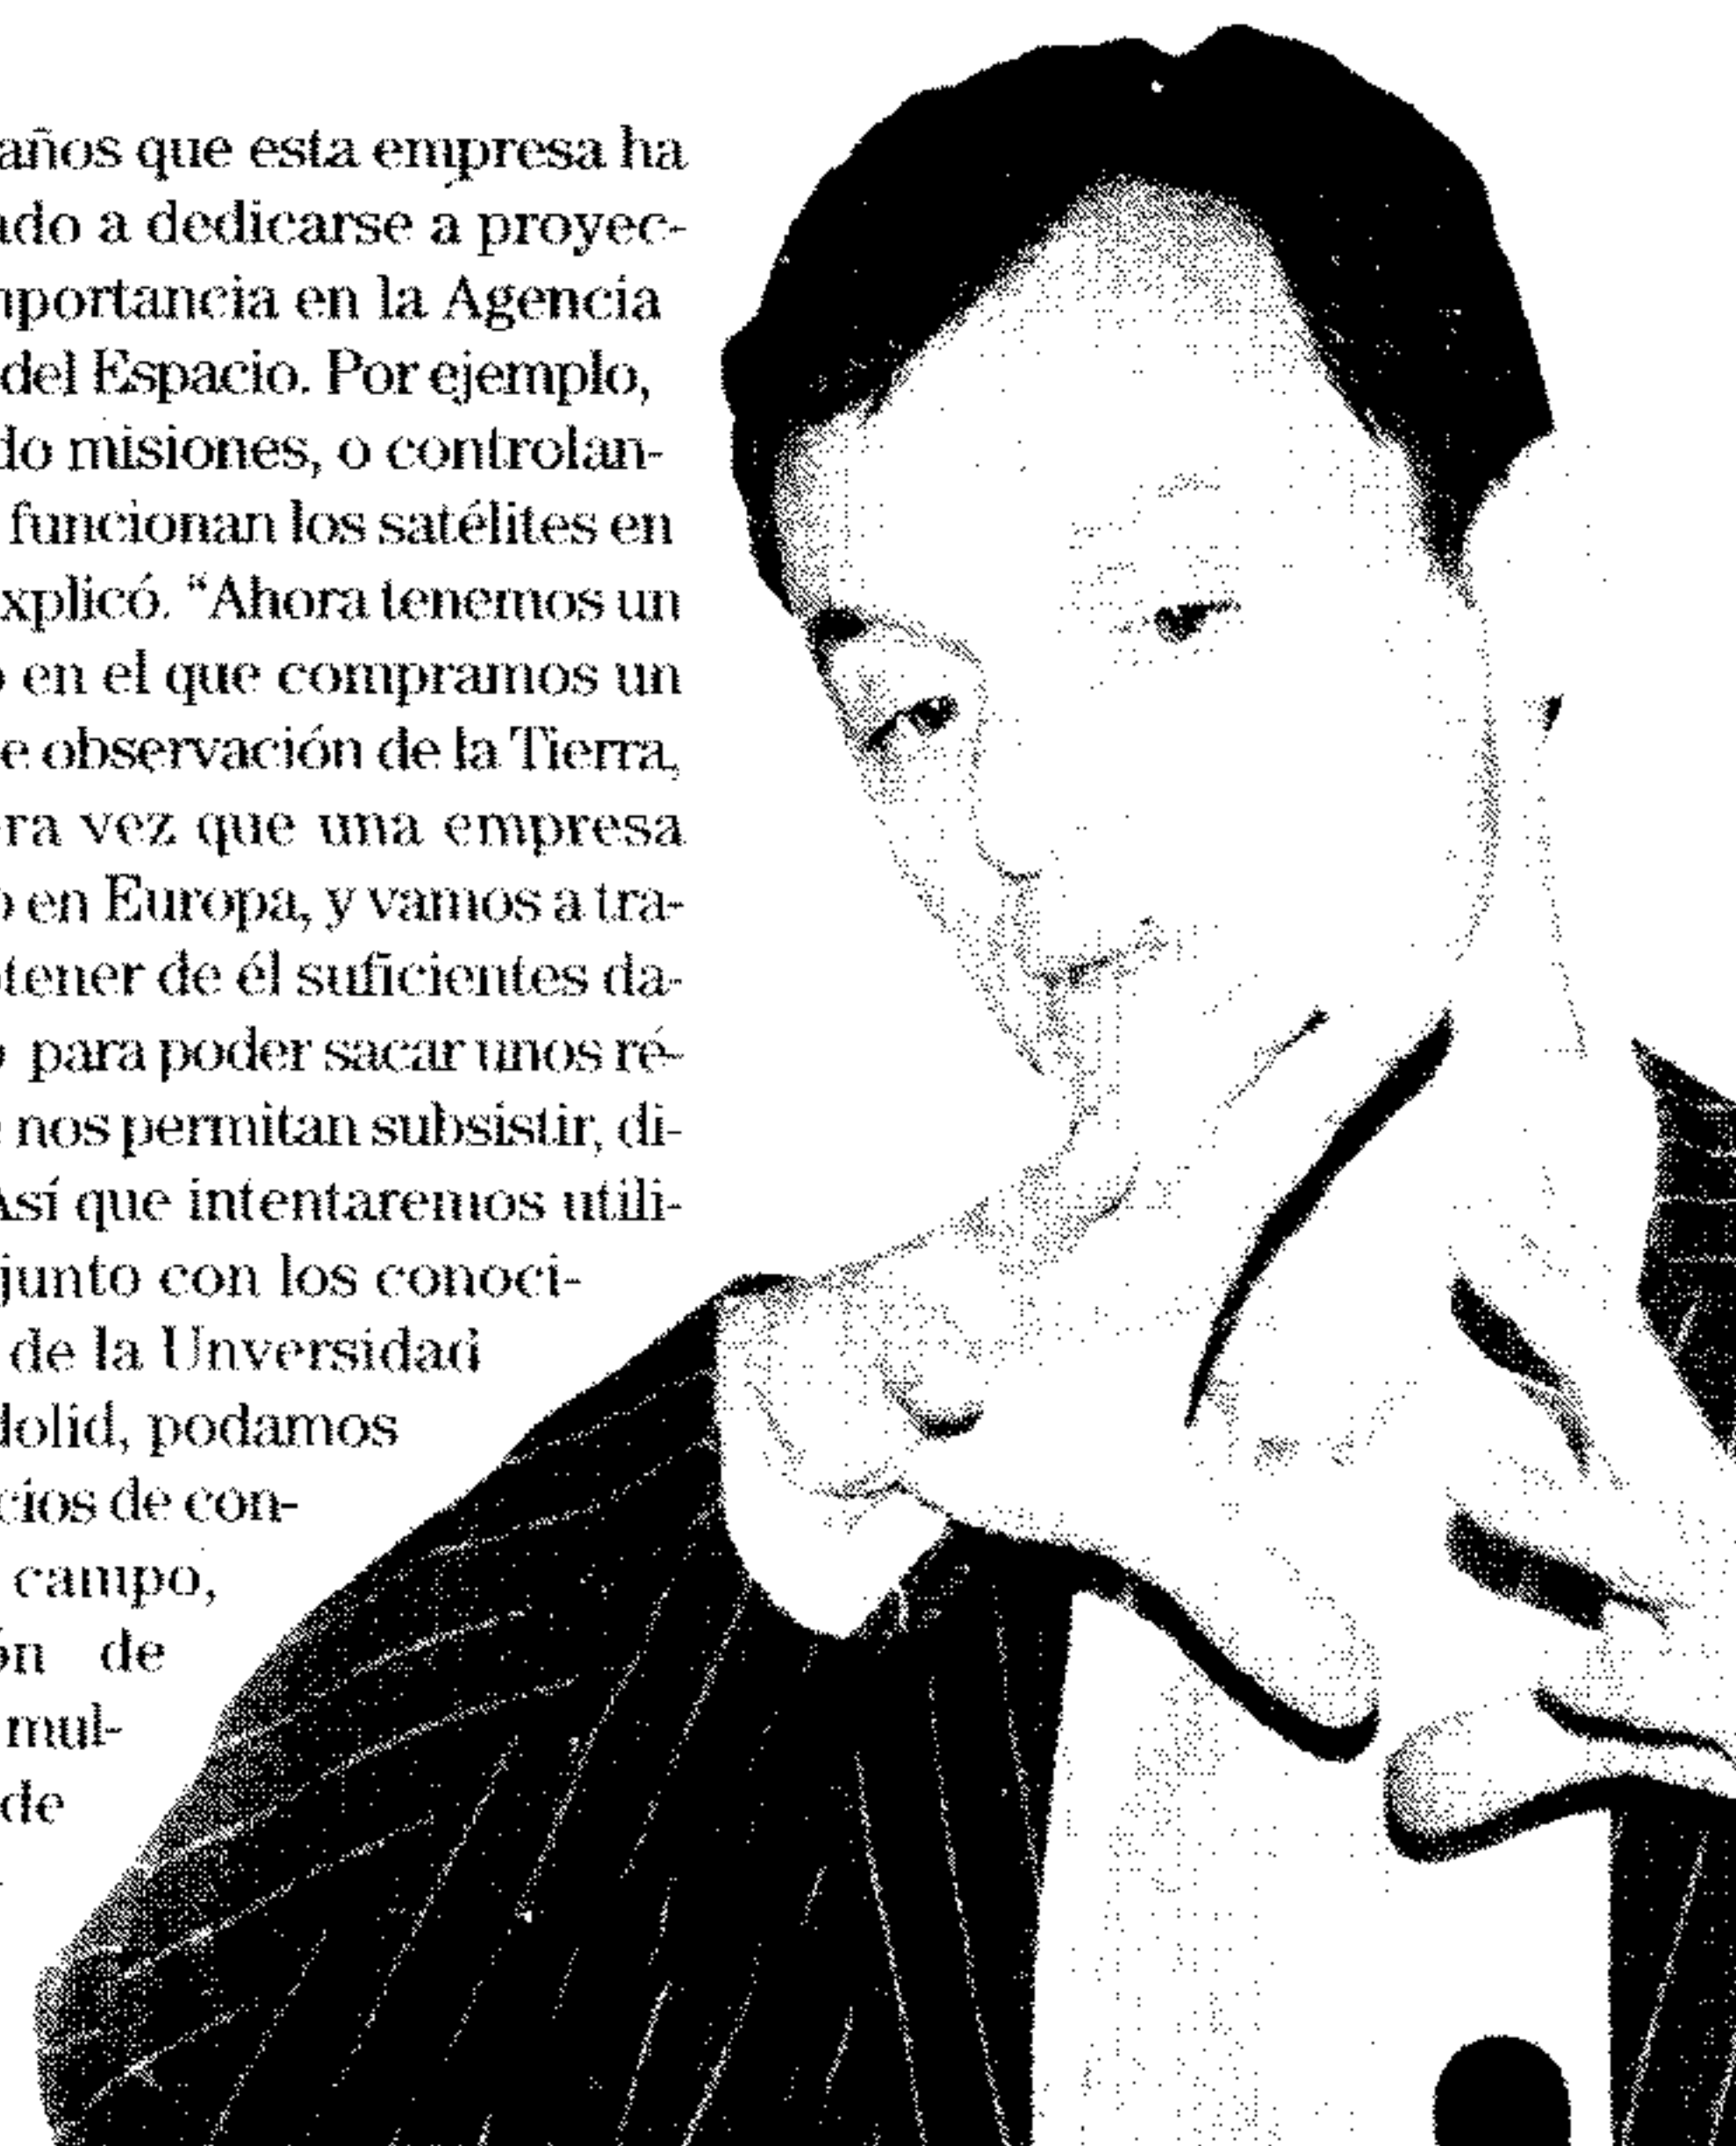 años que esta empresa ha
ado a dedicarse a proyec-
mportancia en la Agencia
del Espacio. Por ejemplo,
do misiones, o controlan-
funcionan los satélites en
xplicó. “Ahora tenemos un
o en el que compramos un
e observación de la Tierra,
era vez que una empresa
o en Europa, y vamos a tra-
btener de él suficientes da-
o para poder sacar unos ré-
e nos permitan subsistir, di-
Así que intentaremos utili-
junto con los conoci-
de la Unversidad
dolid, podamos
cios de con-
campo,
ón de
mul-
de